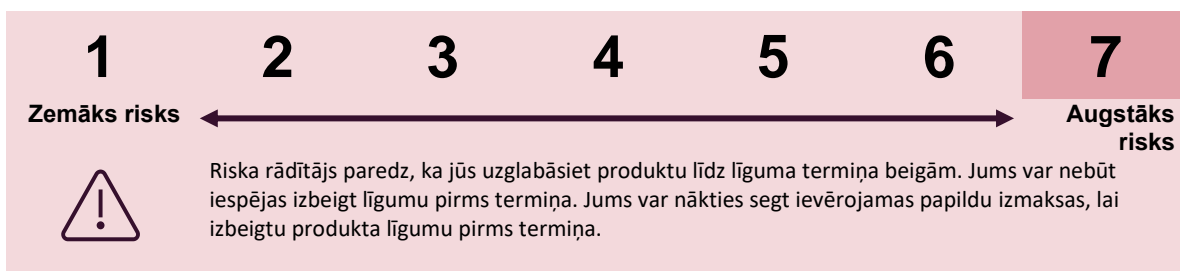 1 2 3 4 5 6 7
Zemāks risks Augstāks
risks
Riska rādītājs paredz, ka jūs uzglabāsiet produktu līdz līguma termiņa beigām. Jums var nebūt
iespējas izbeigt līgumu pirms termiņa. Jums var nākties segt ievērojamas papildu izmaksas, lai
izbeigtu produkta līgumu pirms termiņa.